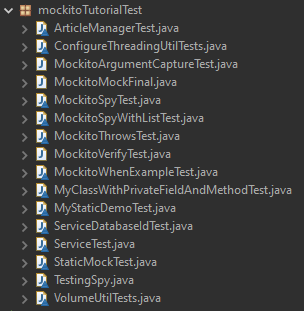 mockitoTutorialTest
ArticleManagerTest.java
ConfigureThreadingUtilTests.java
MockitoArgumentCaptureTest.java
MockitoMockFinal.java
MockitoSpyTest.java
MockitoSpyWithListTest.java
MockitoThrowsTest.java
MockitoVerifyTest.java
MockitoWhenExampleTest.java
MyClassWithPrivateFieldAndMethodTest.java
MyStaticDemoTest.java
ServiceDatabaseIdTest.java
ServiceTest.java
StaticMockTest.java
TestingSpy.java
VolumeUtilTests.java